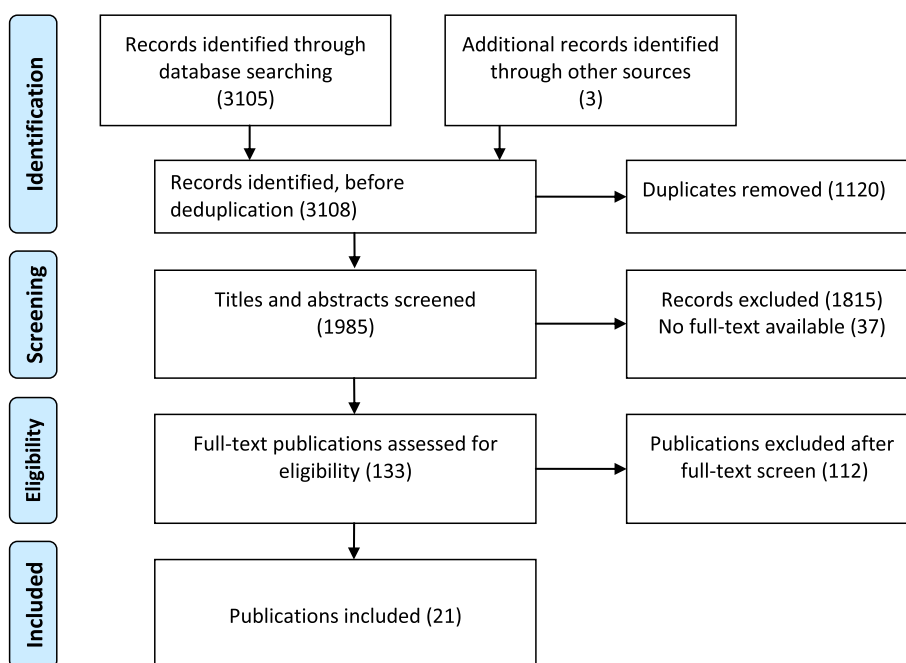 Identification
Records identified through
database searching
(3105)
Additional records identified
through other sources
(3)
Records identified, before
deduplication (3108)
Duplicates removed (1120)
Screening
Titles and abstracts screened
(1985)
Records excluded (1815)
No full-text available (37)
Eligibility
Full-text publications assessed for
eligibility (133)
Publications excluded after
full-text screen (112)
Included
Publications included (21)